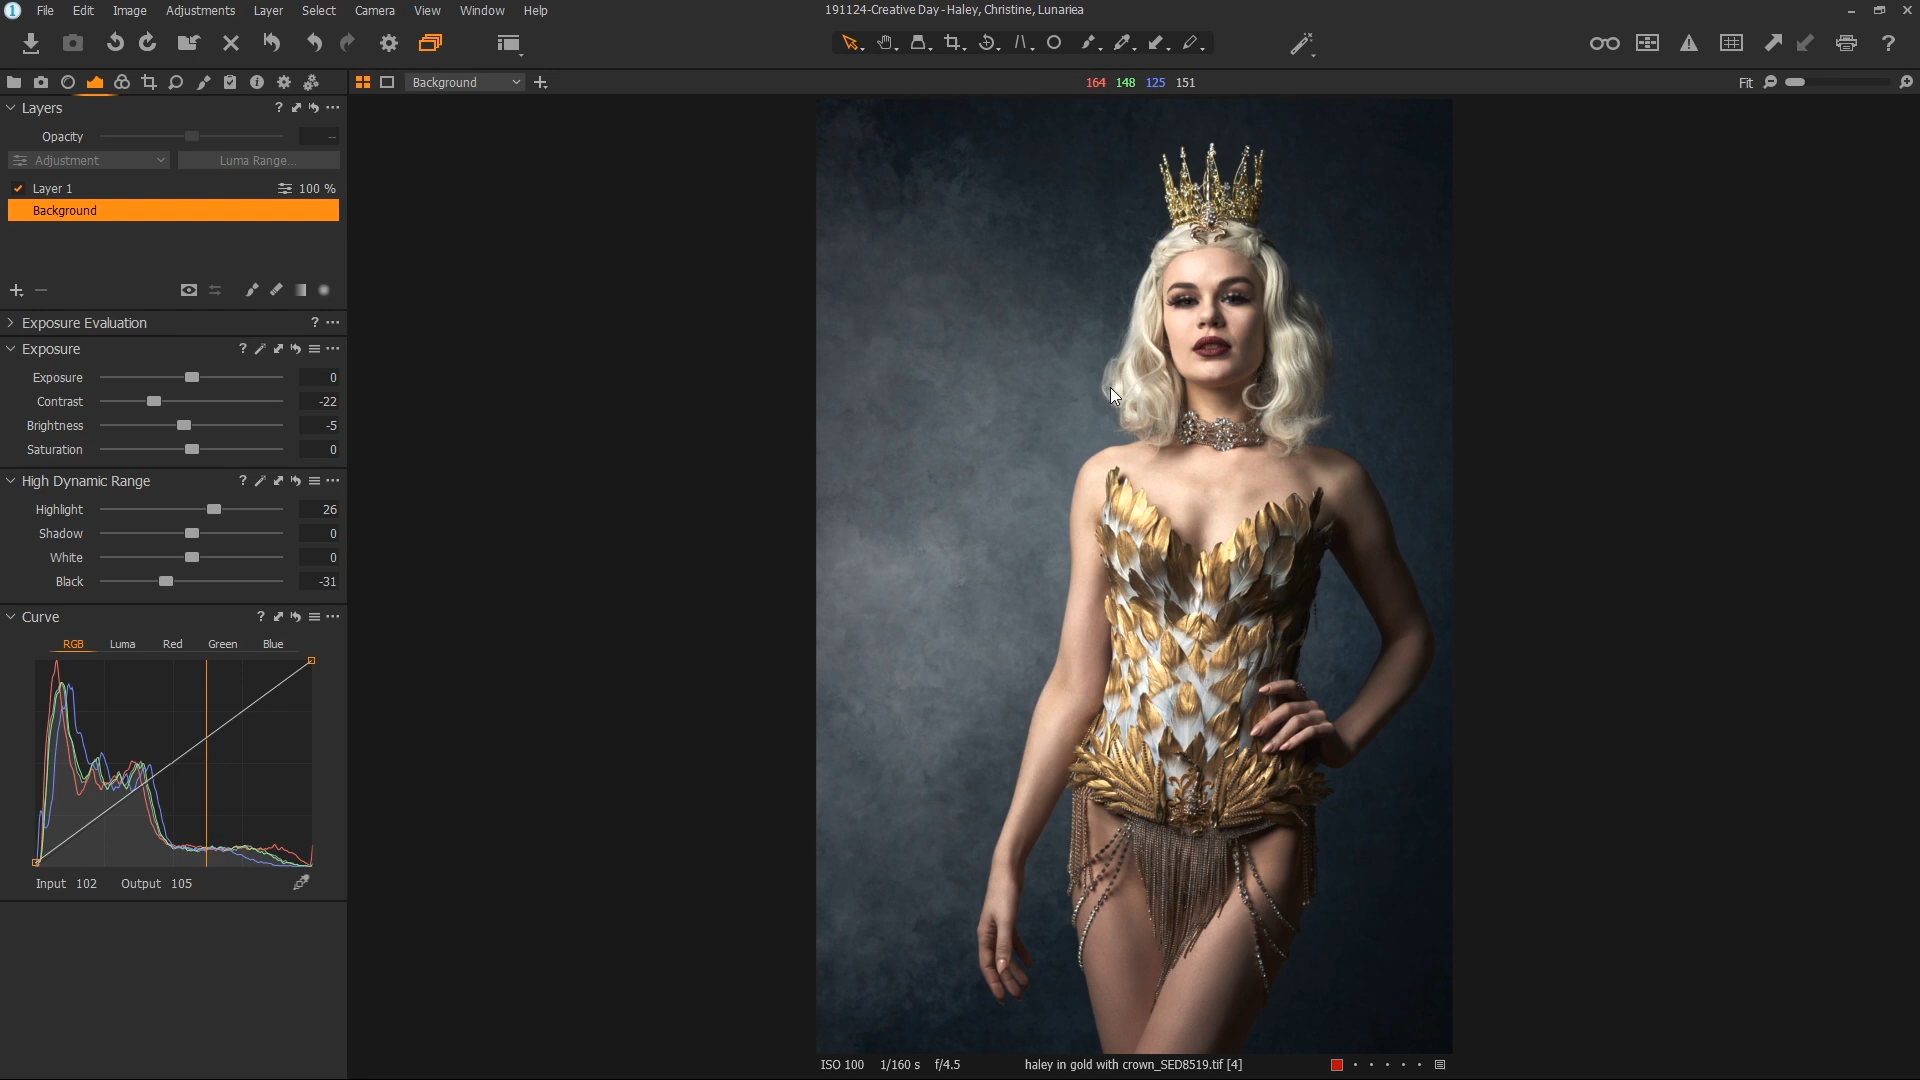 File Edit Image Adjustments Layer Select Camera View Window Help
191124-Creative Day - Haley, Christine, Lunariea
Background
164 148 125 151
Fit
Layers
Opacity --
Adjustment Luma Range...
Layer 1 100 %
Background
Exposure Evaluation
Exposure
Exposure 0
Contrast -22
Brightness -5
Saturation 0
High Dynamic Range
Highlight 26
Shadow 0
White 0
Black -31
Curve
RGB Luma Red Green Blue
Input 102 Output 105
ISO 100 1/160 s f/4.5 haley in gold with crown_SED8519.tif [4]